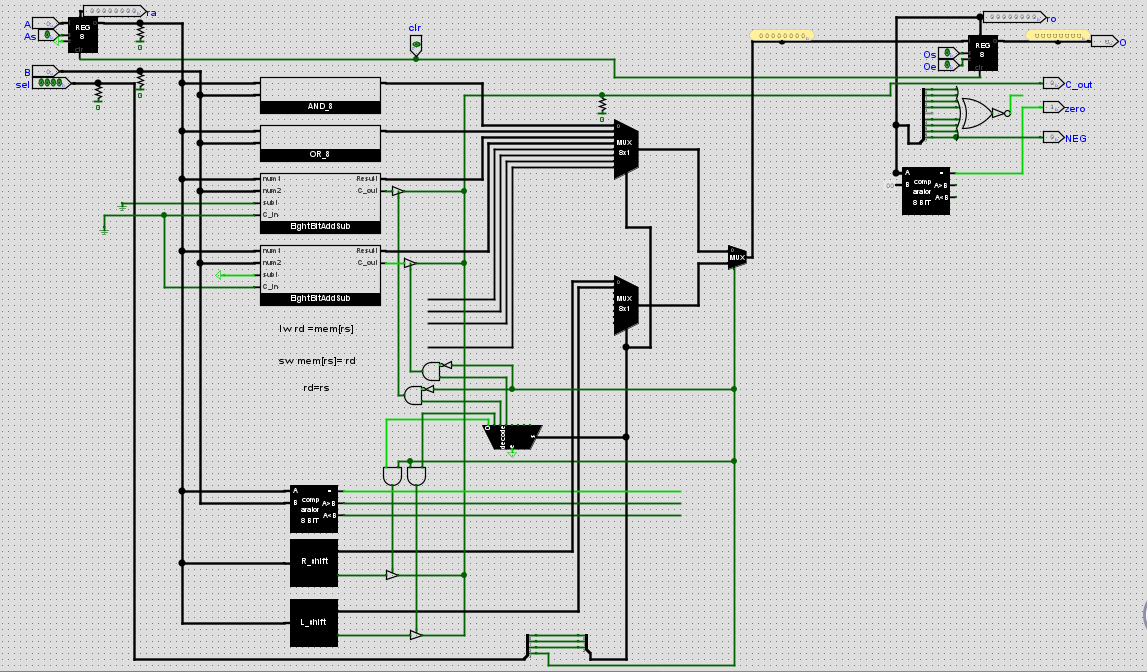 ra
A
REG
8
As
clr
clr
B
sel
AND_8
OR_8
num1
Result
num2
C_out
sub1
C_in
EightBitAddSub
num1
Result
num2
C_out
sub1
C_in
EightBitAddSub
lw rd =mem[rs]
sw mem[rs]= rd
rd=rs
0
MUX
8x1
0
MUX
8x1
MUX
decode
A
B
comp
arator
8 BIT
=
A>B
A<B
R_shift
L_shift
ro
REG
8
clr
Os
Oe
O
C_out
zero
NEG
A
B
comp
arator
8 BIT
=
A>B
A<B